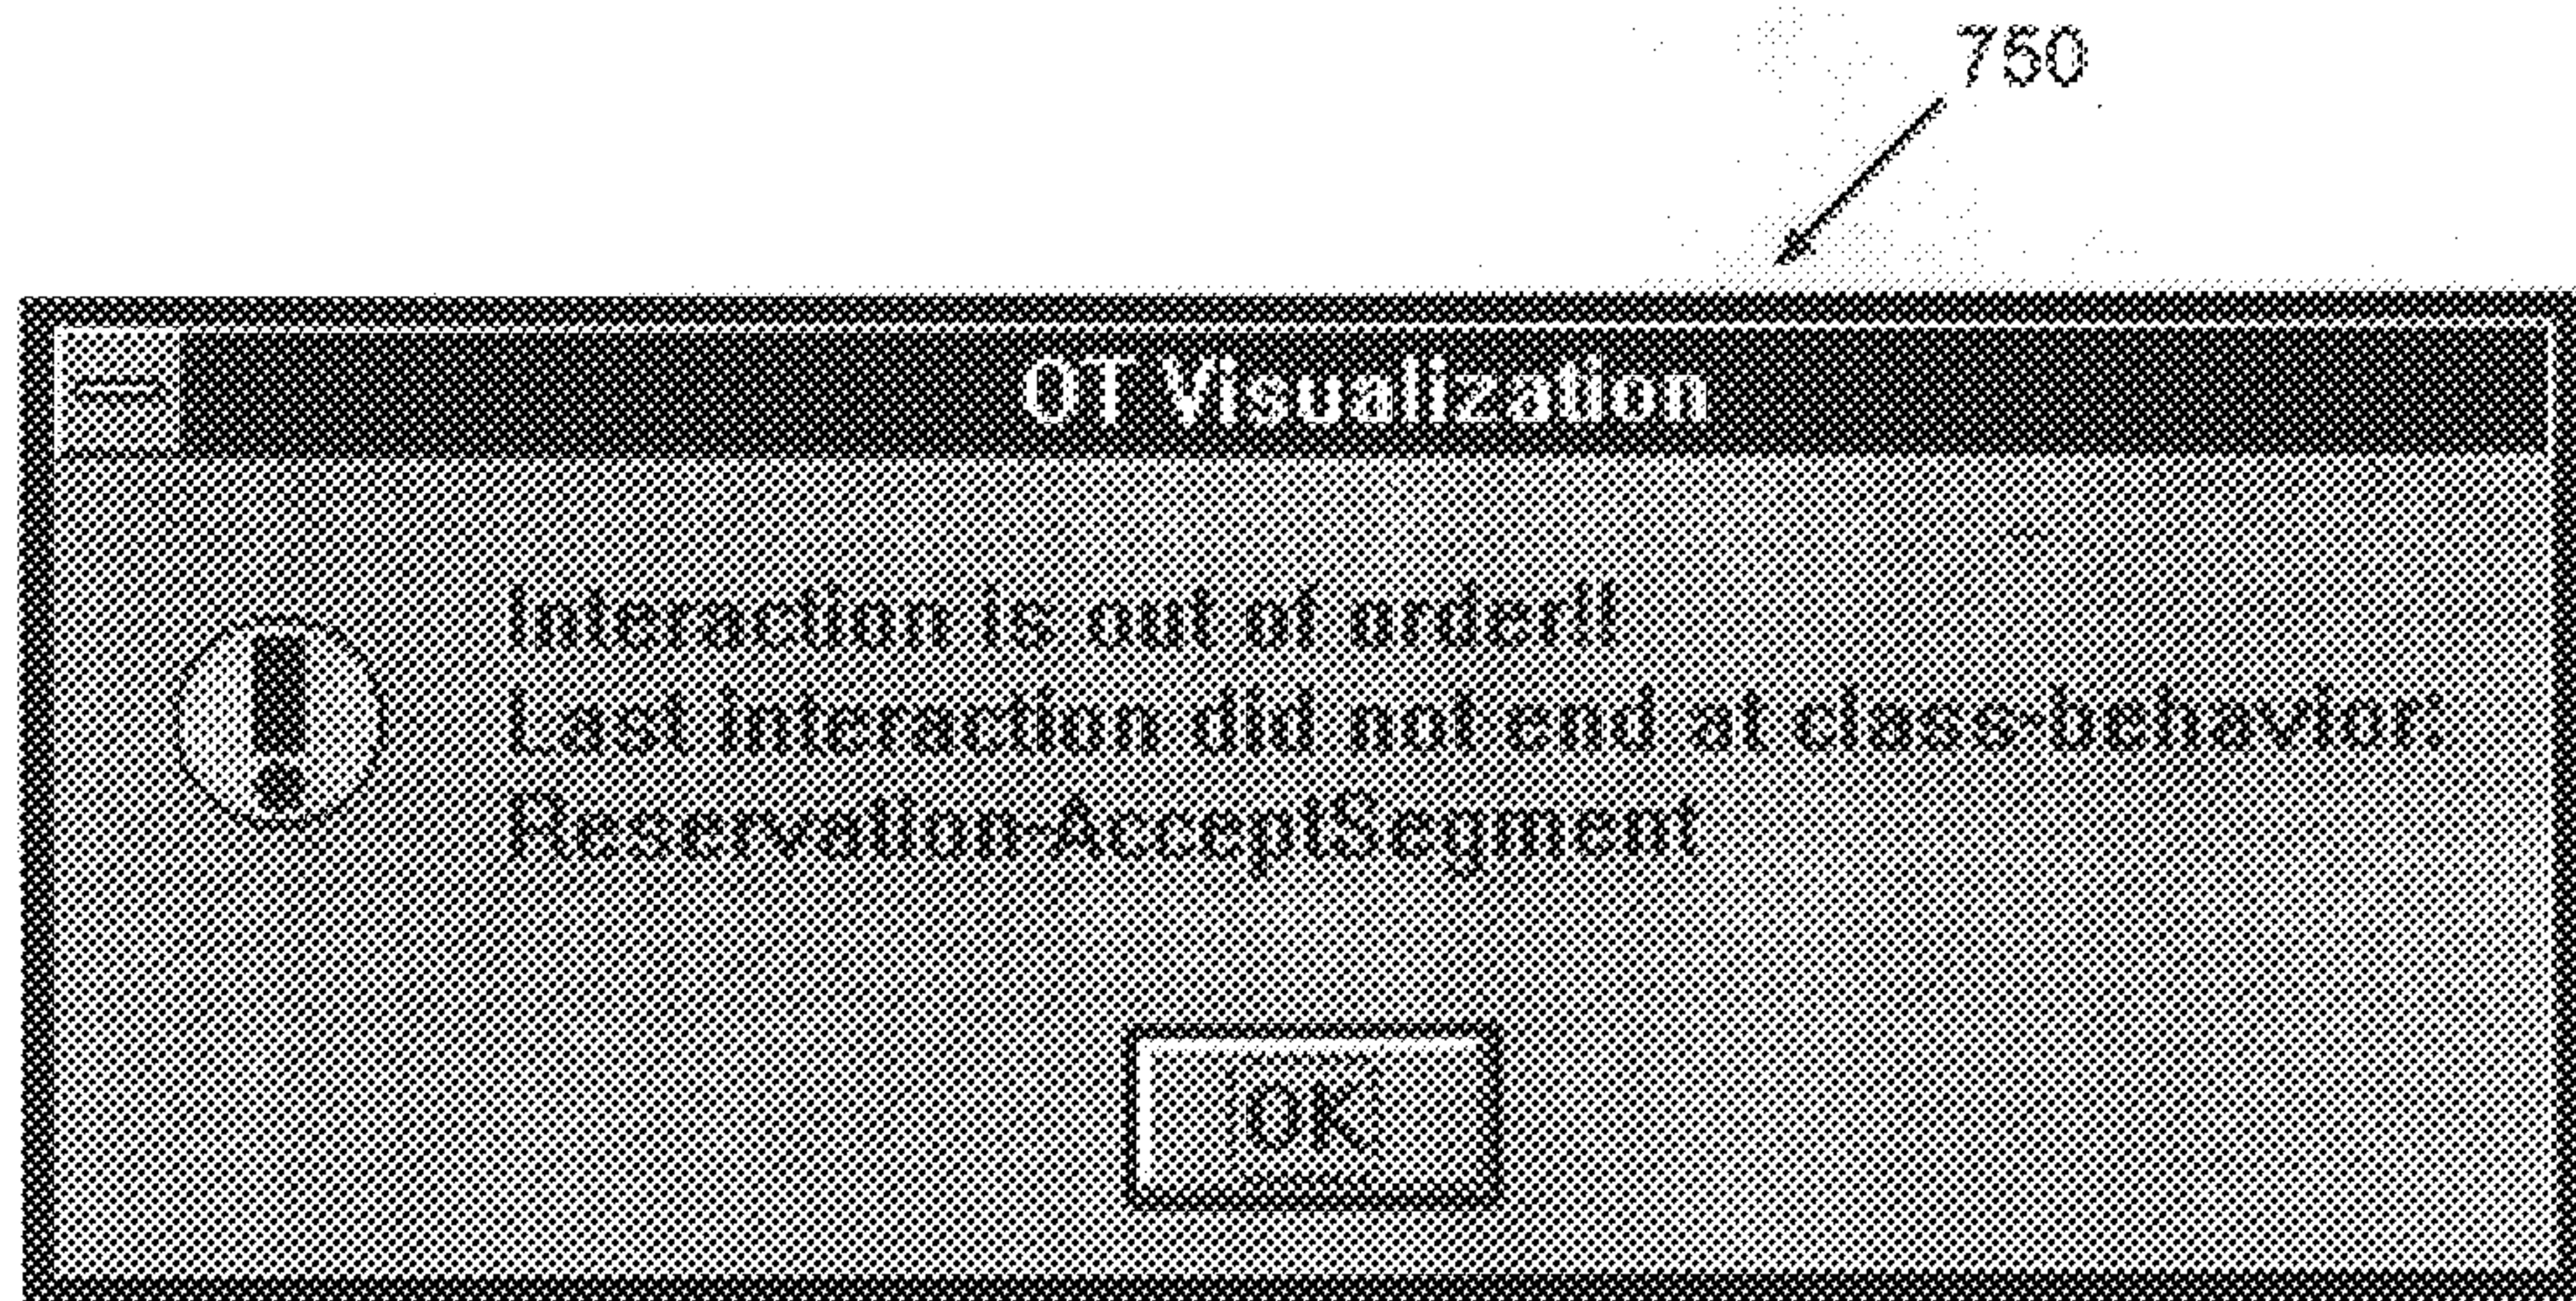 750
OT Visualization
Interaction is out of order!!
Last interaction did not end at class-behavior:
Reservation-AcceptSegment
OK